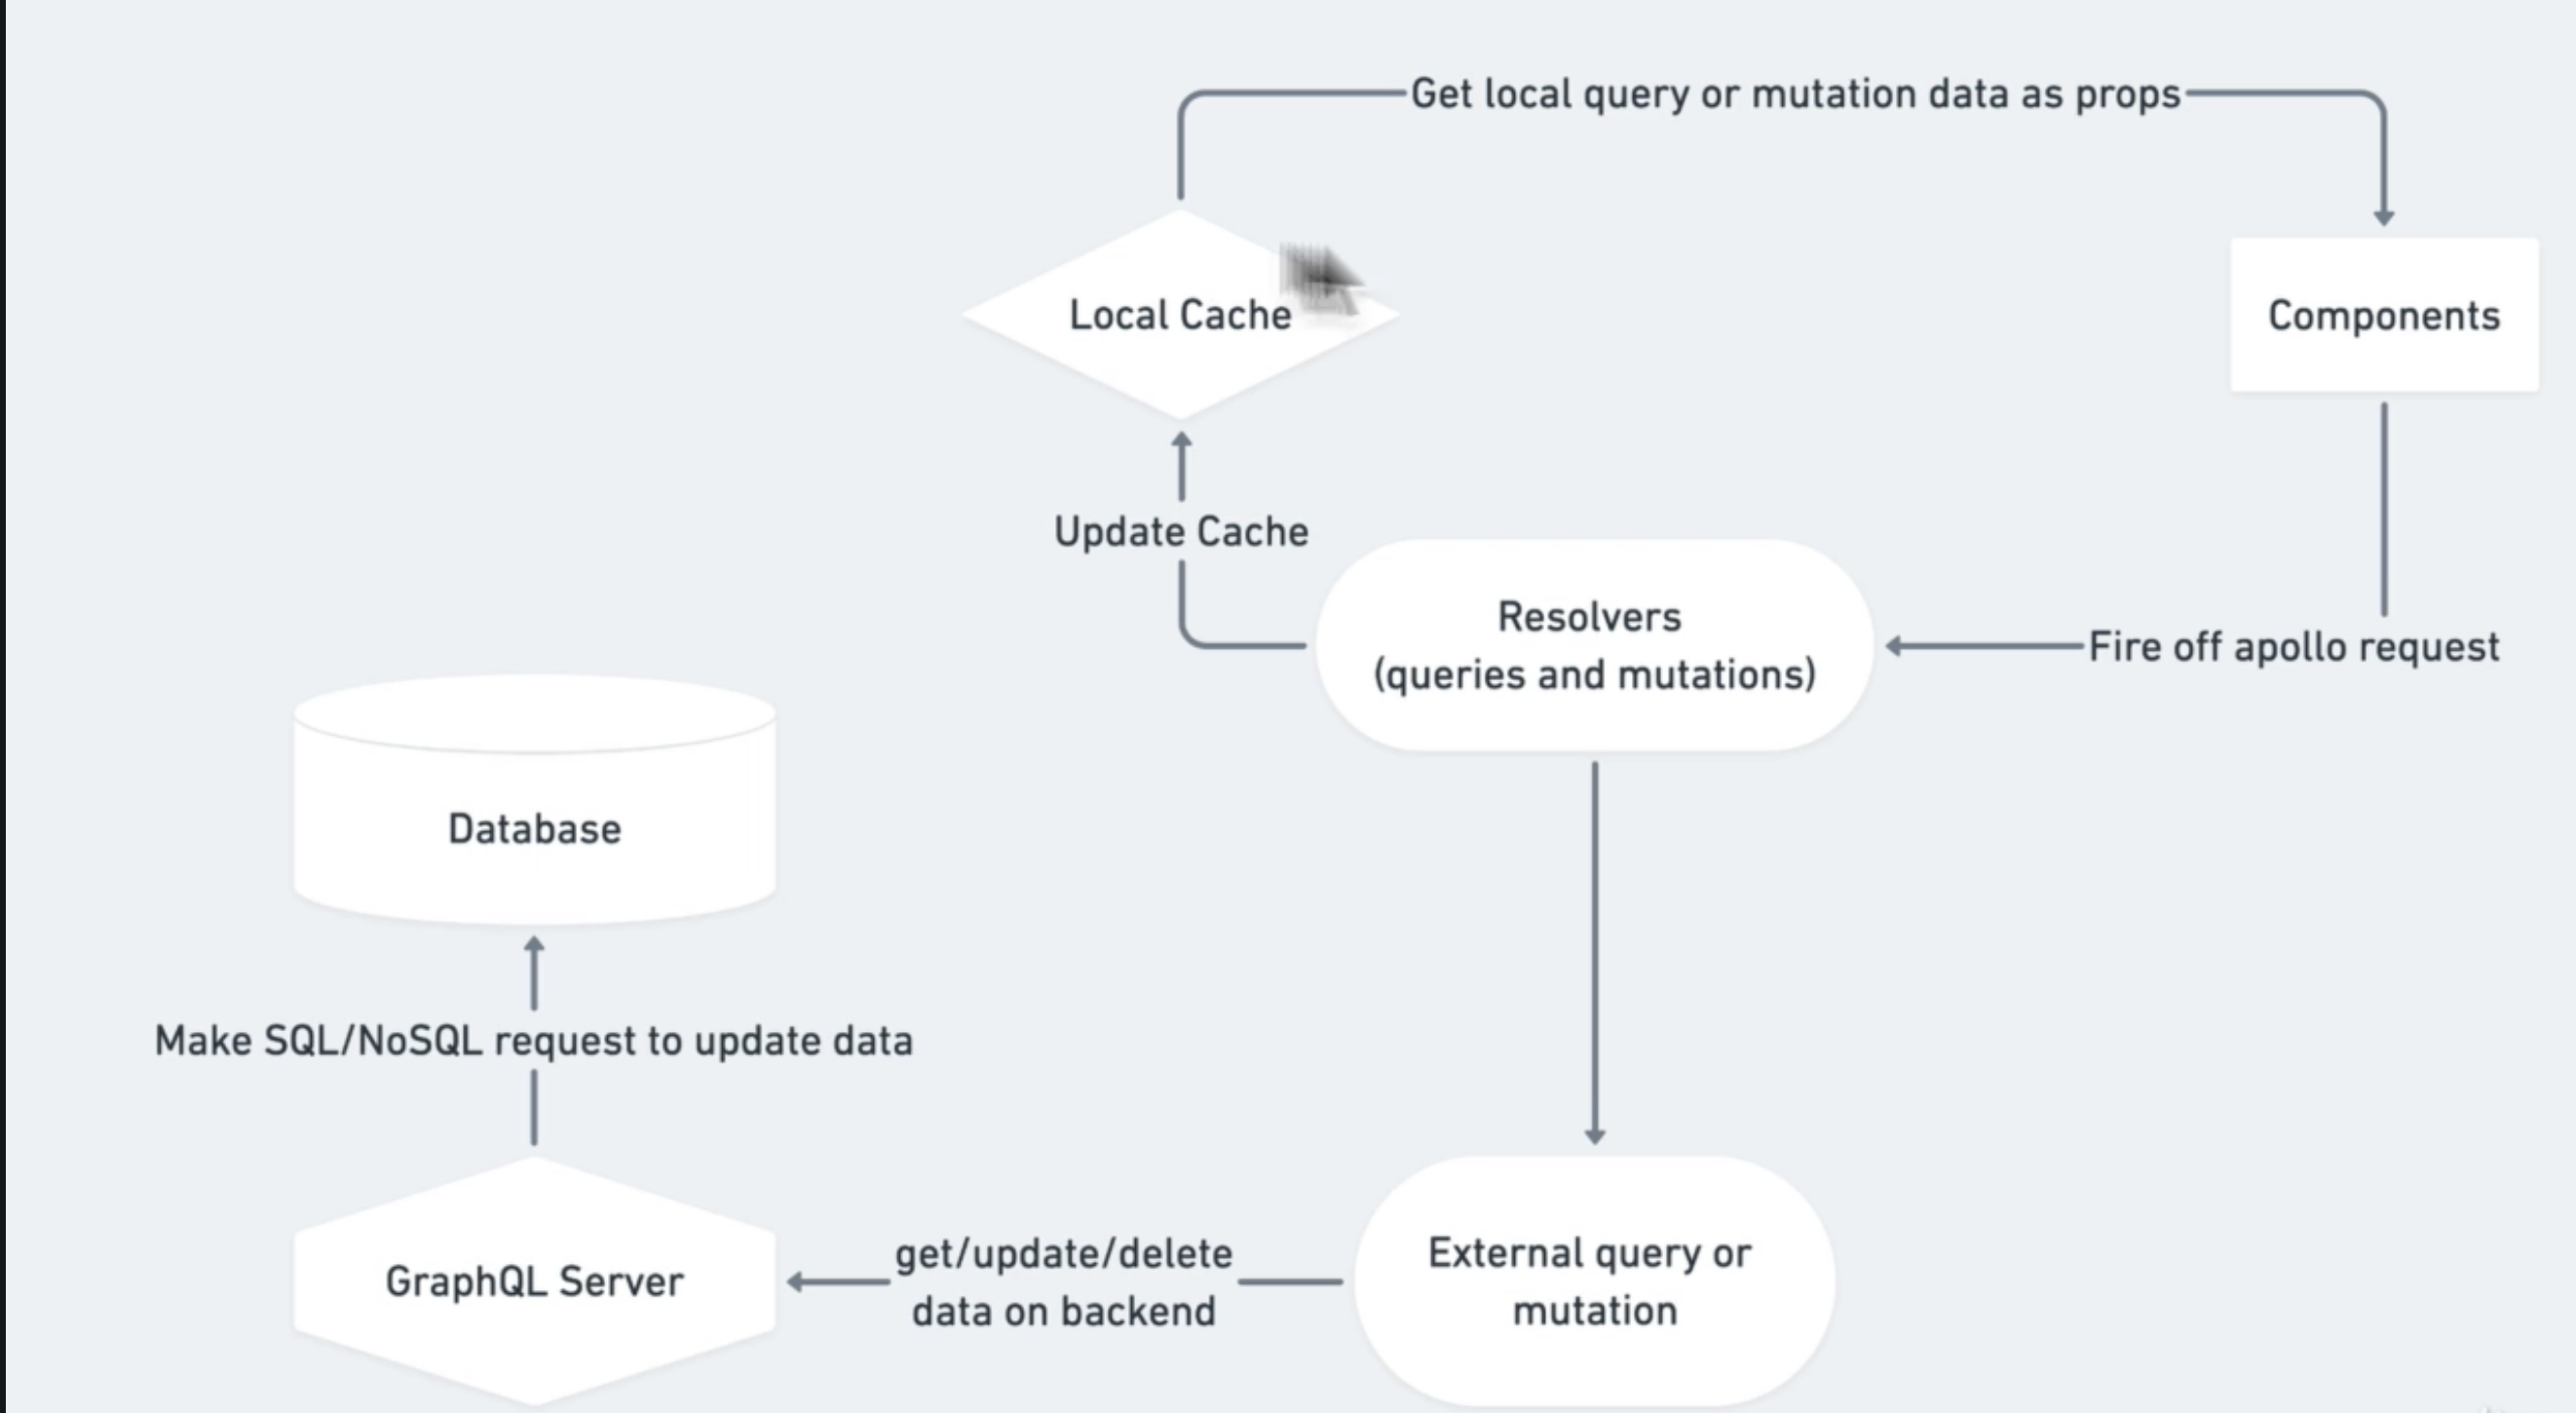 Get local query or mutation data as props
Local Cache
Components
Update Cache
Resolvers
(queries and mutations)
Fire off apollo request
Database
Make SQL/NoSQL request to update data
GraphQL Server
get/update/delete
data on backend
External query or
mutation